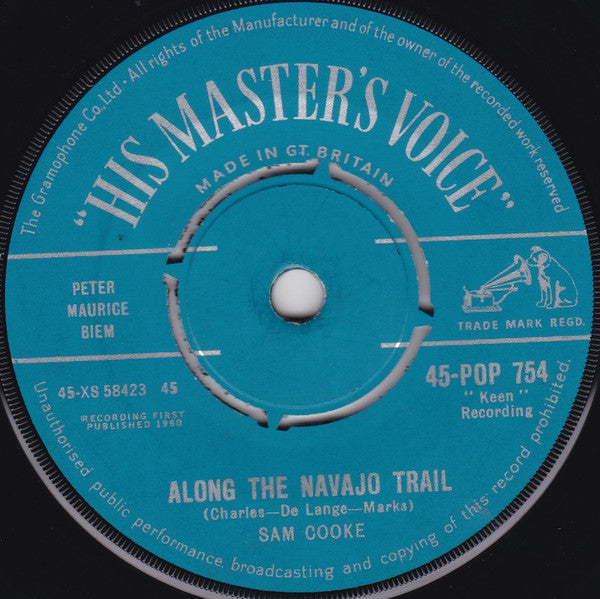 The Gramophone Co. Ltd. · All rights of the Manufacturer and of the owner of the recorded work reserved
"HIS MASTER'S VOICE"
MADE IN GT. BRITAIN
PETER
MAURICE
BIEM
TRADE MARK REGD.
45-XS 58423 45
RECORDING FIRST
PUBLISHED 1960
45-POP 754
"Keen"
Recording
ALONG THE NAVAJO TRAIL
(Charles—De Lange—Marks)
SAM COOKE
Unauthorised public performance, broadcasting and copying of this record prohibited.